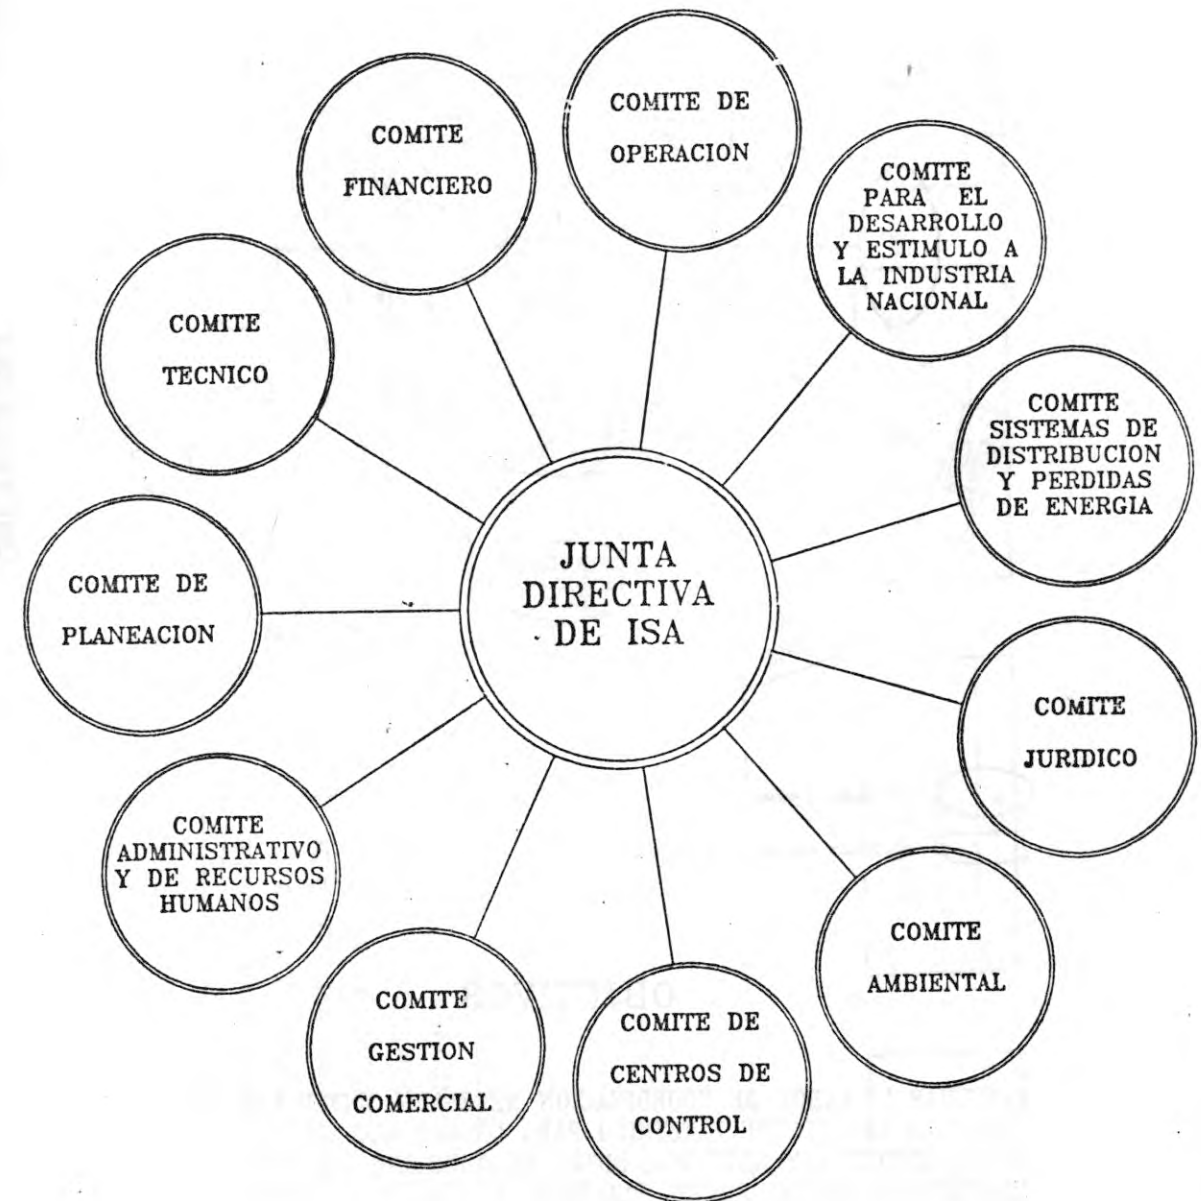 COMITE DE
OPERACION
COMITE
FINANCIERO
COMITE
PARA EL
DESARROLLO
Y ESTIMULO A
LA INDUSTRIA
NACIONAL
COMITE
TECNICO
COMITE
SISTEMAS DE
DISTRIBUCION
Y PERDIDAS
DE ENERGIA
JUNTA
DIRECTIVA
DE ISA
COMITE DE
PLANEACION
COMITE
JURIDICO
COMITE
ADMINISTRATIVO
Y DE RECURSOS
HUMANOS
COMITE
AMBIENTAL
COMITE
GESTION
COMERCIAL
COMITE DE
CENTROS DE
CONTROL